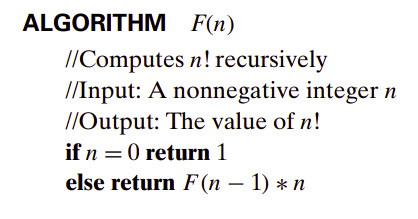 ALGORITHM F(n)
//Computes n! recursively
//Input: A nonnegative integer n
//Output: The value of n!
if n = 0 return 1
else return F(n − 1) ∗ n